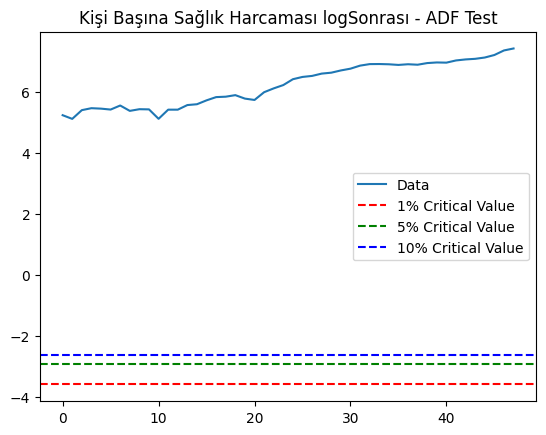 Kişi Başına Sağlık Harcaması logSonrası - ADF Test
6
4
2
0
−2
−4
Data
1% Critical Value
5% Critical Value
10% Critical Value
0 10 20 30 40